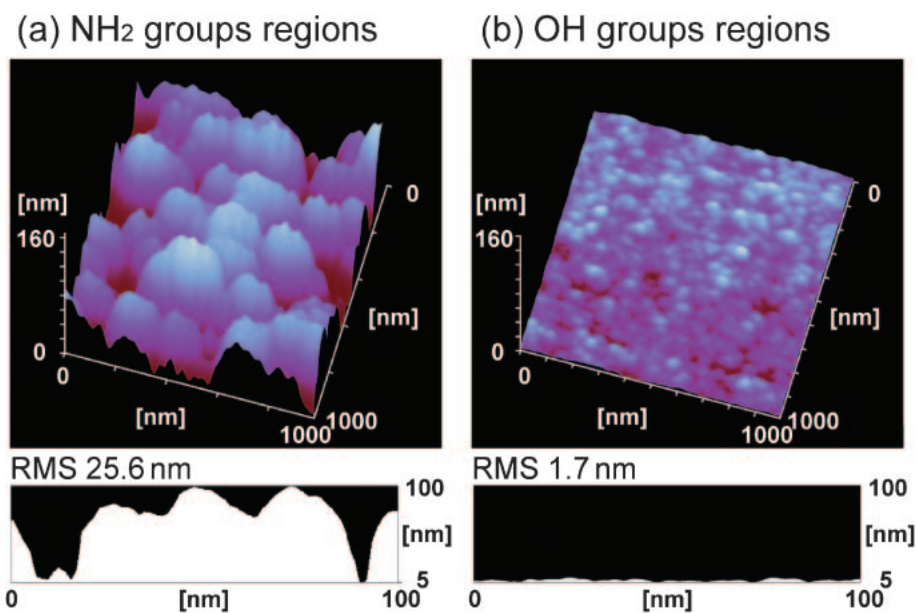 (a) NH₂ groups regions
(b) OH groups regions
[nm]
160
0
0
[nm]
0
[nm]
1000
1000
[nm]
160
0
0
[nm]
0
[nm]
1000
1000
RMS 25.6 nm
100
[nm]
5
0
[nm]
100
RMS 1.7 nm
100
[nm]
5
0
[nm]
100